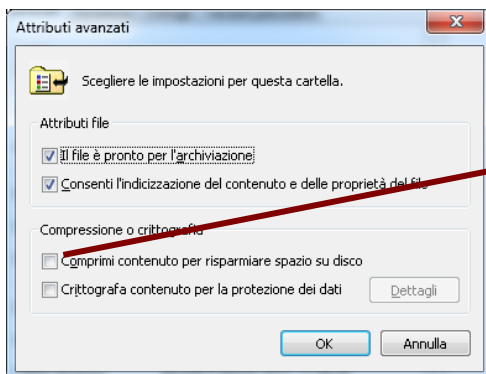 Attributi avanzati
Scegliere le impostazioni per questa cartella.
Attributi file
Il file è pronto per l'archiviazione
Consenti l'indicizzazione del contenuto e delle proprietà del file
Compressione o crittografia
Comprimi contenuto per risparmiare spazio su disco
Crittografa contenuto per la protezione dei dati
Dettagli
OK
Annulla